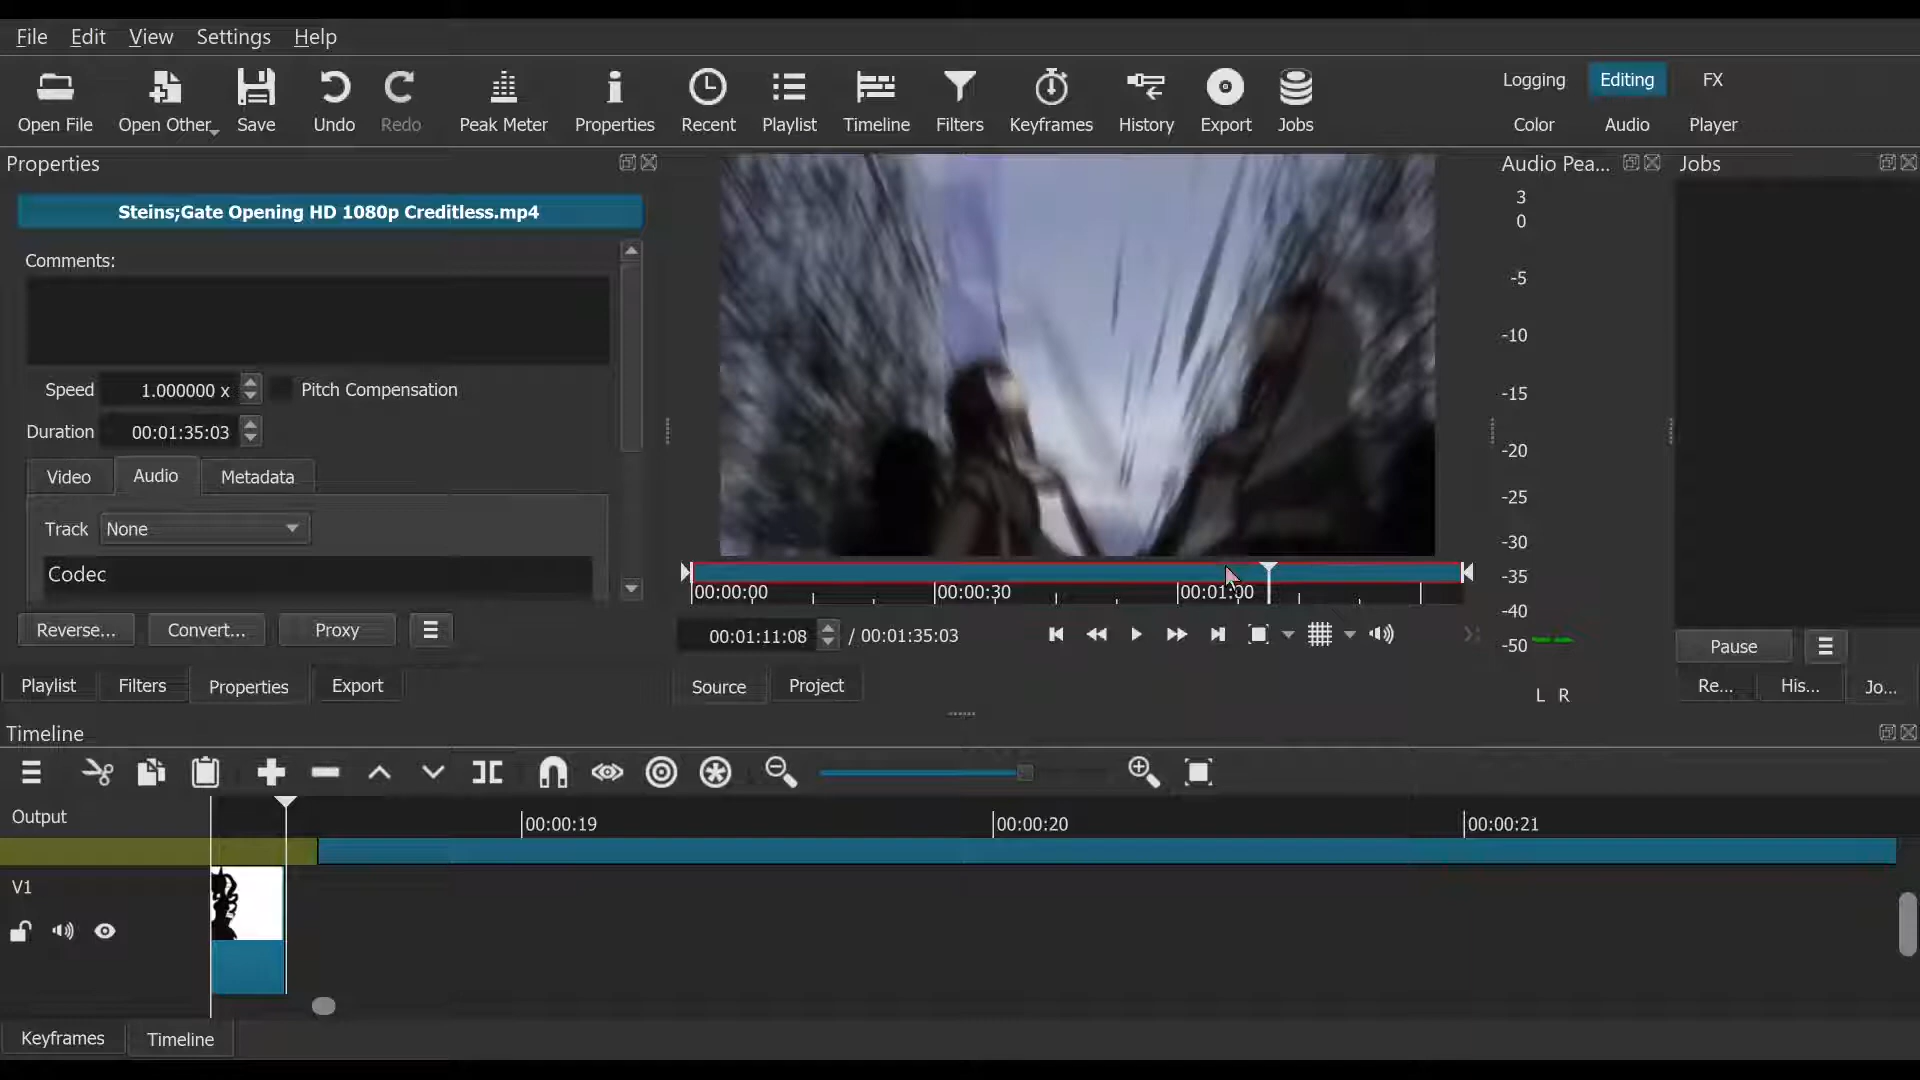 File Edit View Settings Help
Open File Open Other Save Undo Redo Peak Meter Properties Recent Playlist Timeline Filters Keyframes History Export Jobs
Logging Editing FX
Color Audio Player
Properties
Audio Pea... Jobs
Steins;Gate Opening HD 1080p Creditless.mp4
Comments:
Speed 1.000000 x Pitch Compensation
Duration 00:01:35:03
Video Audio Metadata
Track None
Codec
Reverse... Convert... Proxy
Playlist Filters Properties Export
00:00:00 00:00:30 00:01:00
00:01:11:08 / 00:01:35:03
Source Project
3
0
-5
-10
-15
-20
-25
-30
-35
-40
-50
L R
Pause
Re... His... Jo...
Timeline
Output 00:00:19 00:00:20 00:00:21
V1
Keyframes Timeline